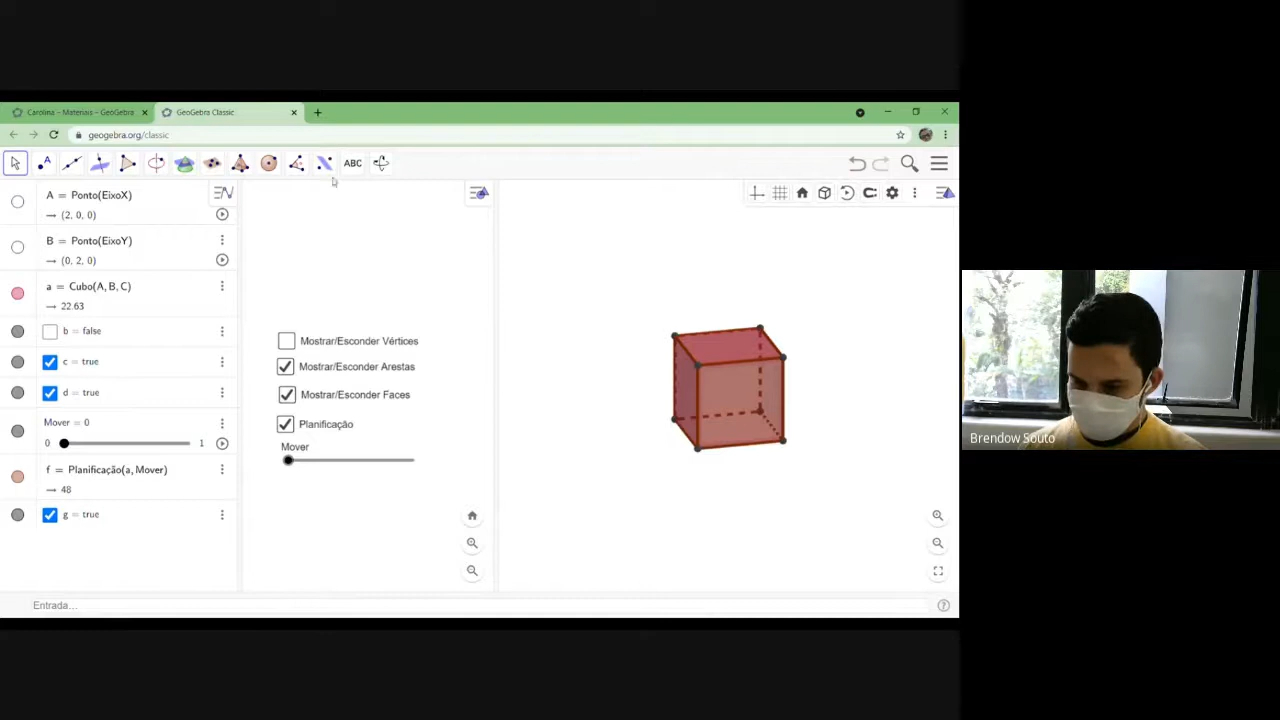 Carolina – Materiais – GeoGebra
GeoGebra Classic
geogebra.org/classic
ABC
A = Ponto(EixoX)
→ (2, 0, 0)
B = Ponto(EixoY)
→ (0, 2, 0)
a = Cubo(A, B, C)
→ 22.63
b = false
c = true
d = true
Mover = 0
0 1
f = Planificação(a, Mover)
→ 48
g = true
Mostrar/Esconder Vértices
Mostrar/Esconder Arestas
Mostrar/Esconder Faces
Planificação
Mover
Entrada…
Brendow Souto